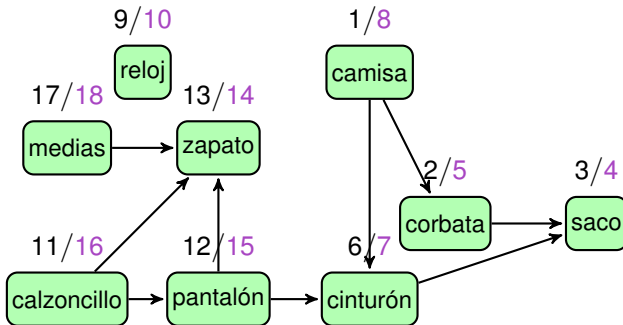 9/10
reloj
1/8
camisa
17/18
medias
13/14
zapato
2/5
corbata
3/4
saco
11/16
calzoncillo
12/15
pantalón
6/7
cinturón